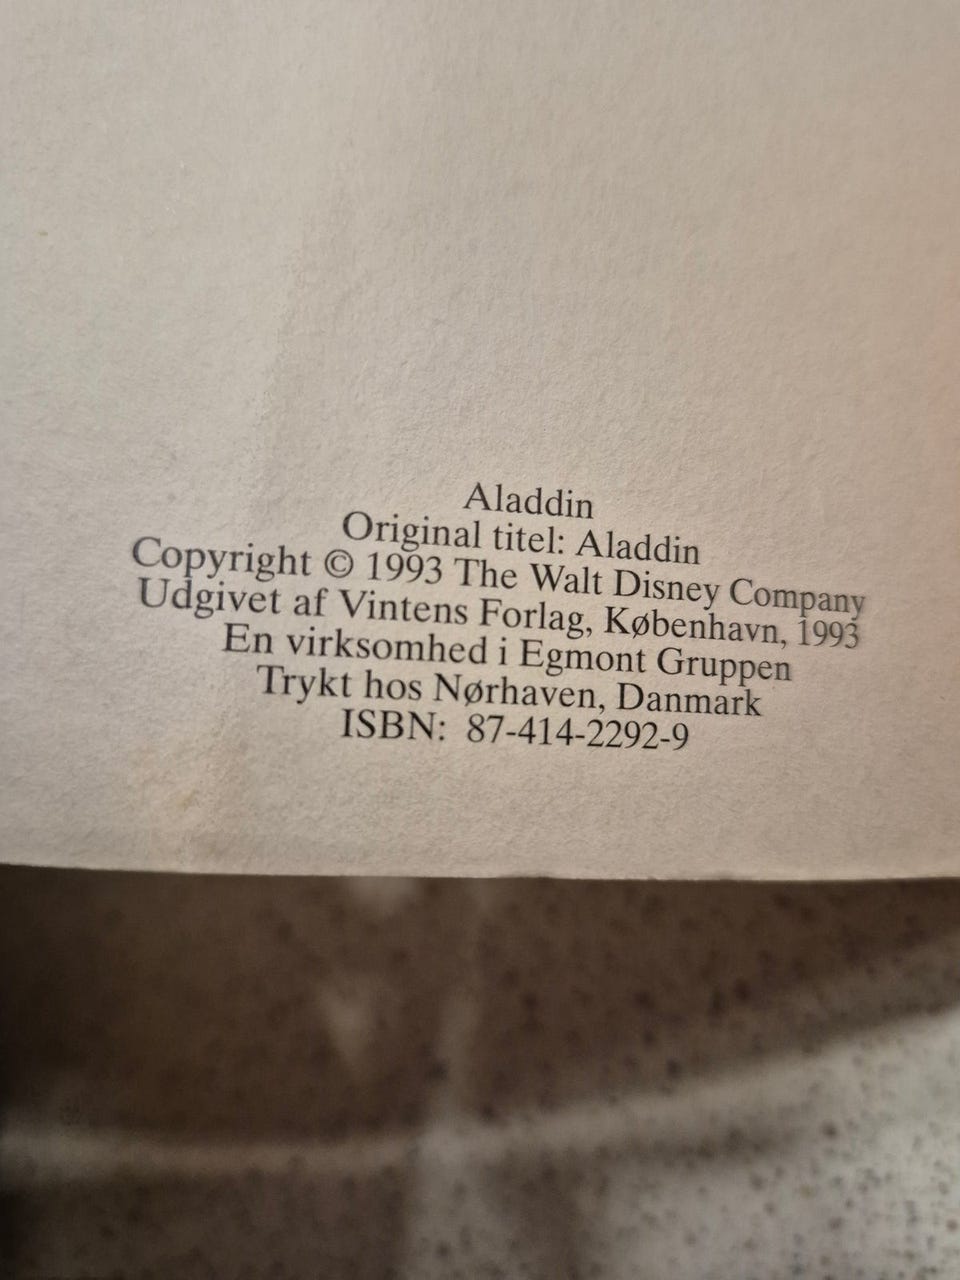 Aladdin
Original titel: Aladdin
Copyright © 1993 The Walt Disney Company
Udgivet af Vintens Forlag, København, 1993
En virksomhed i Egmont Gruppen
Trykt hos Nørhaven, Danmark
ISBN: 87-414-2292-9